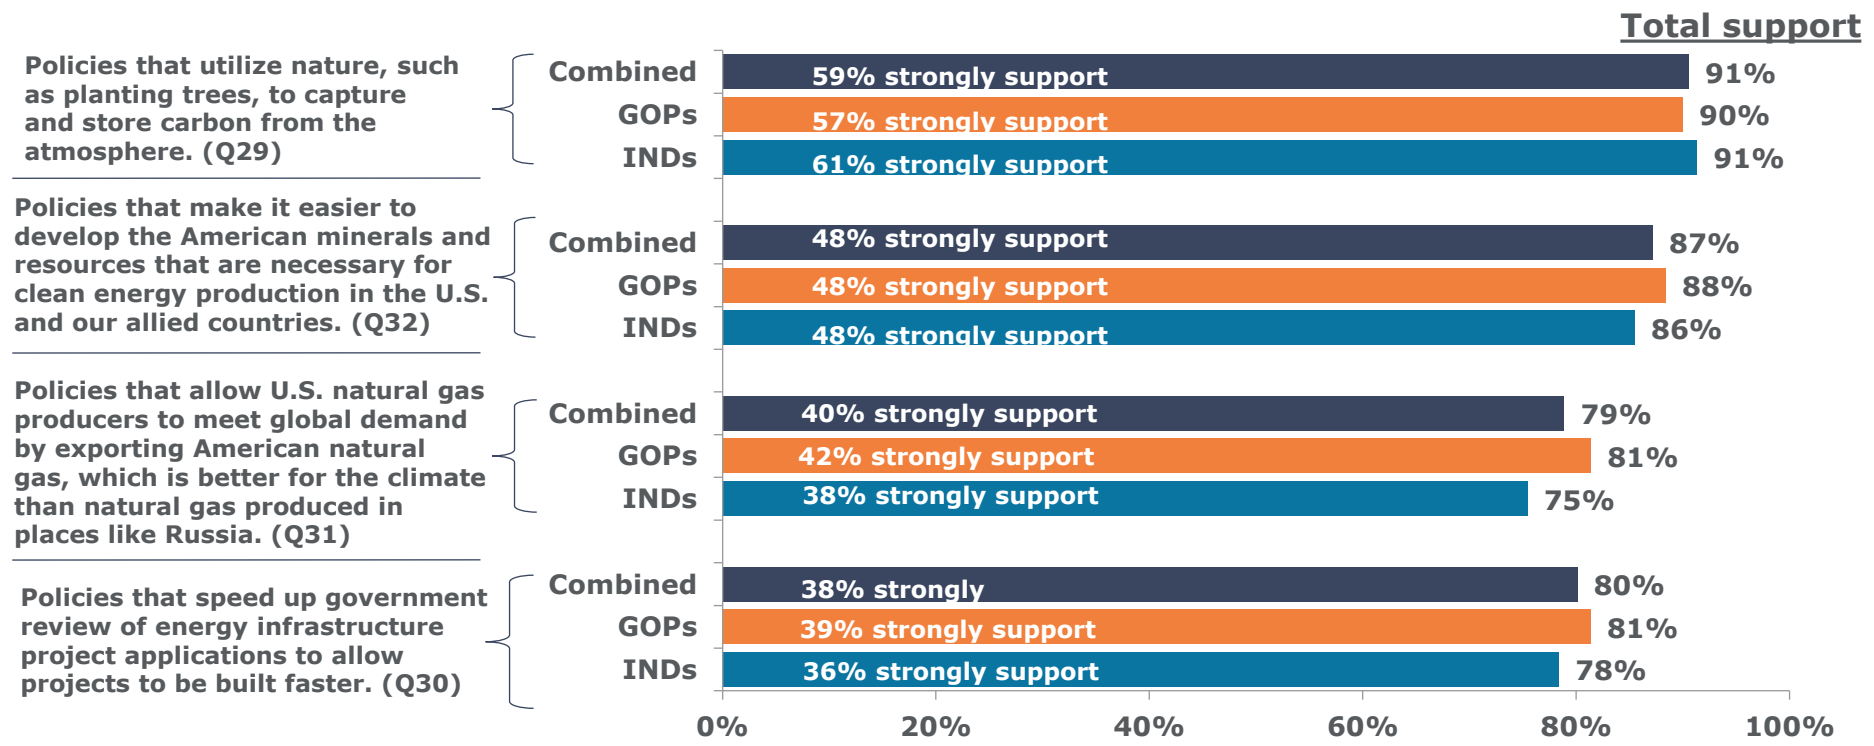 Total support
Policies that utilize nature, such
as planting trees, to capture
and store carbon from the
atmosphere. (Q29)
Combined 59% strongly support 91%
GOPs 57% strongly support 90%
INDs 61% strongly support 91%
Policies that make it easier to
develop the American minerals and
resources that are necessary for
clean energy production in the U.S.
and our allied countries. (Q32)
Combined 48% strongly support 87%
GOPs 48% strongly support 88%
INDs 48% strongly support 86%
Policies that allow U.S. natural gas
producers to meet global demand
by exporting American natural
gas, which is better for the climate
than natural gas produced in
places like Russia. (Q31)
Combined 40% strongly support 79%
GOPs 42% strongly support 81%
INDs 38% strongly support 75%
Policies that speed up government
review of energy infrastructure
project applications to allow
projects to be built faster. (Q30)
Combined 38% strongly 80%
GOPs 39% strongly support 81%
INDs 36% strongly support 78%
0% 20% 40% 60% 80% 100%